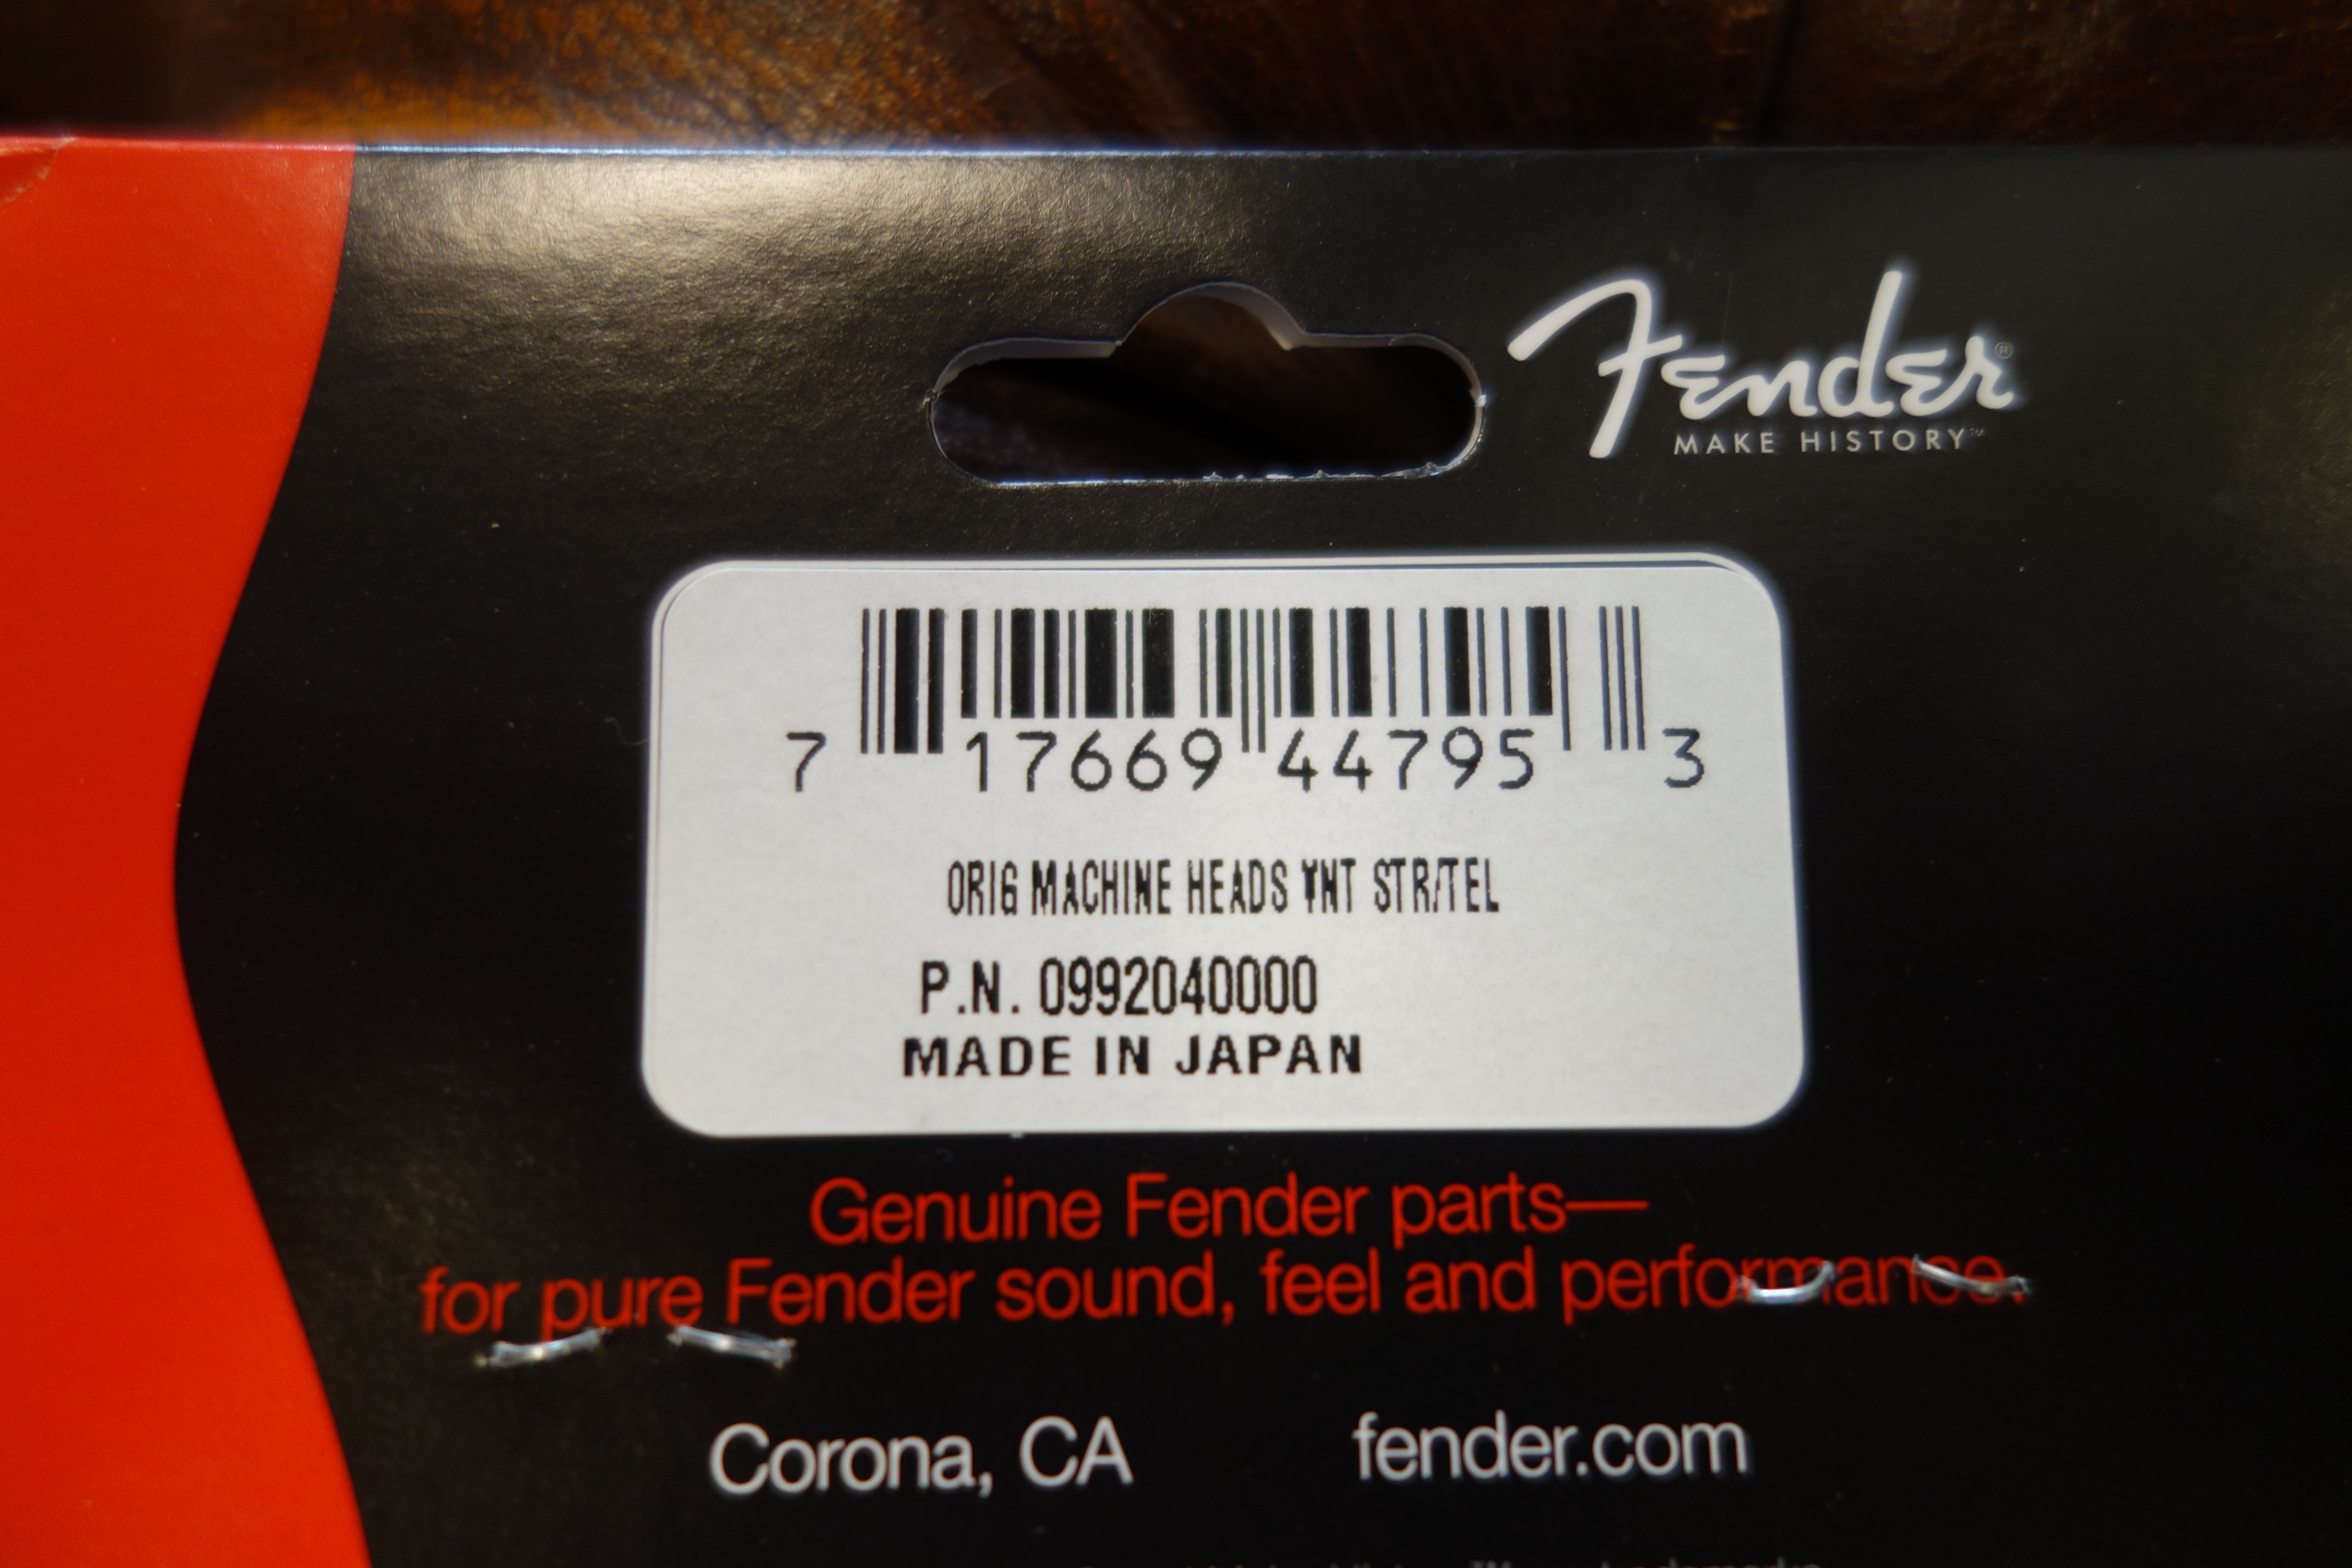 Fender®
MAKE HISTORY™
7 17669 44795 3
ORIG MACHINE HEADS VNT STR/TEL
P.N. 0992040000
MADE IN JAPAN
Genuine Fender parts—
for pure Fender sound, feel and performance.
Corona, CA fender.com